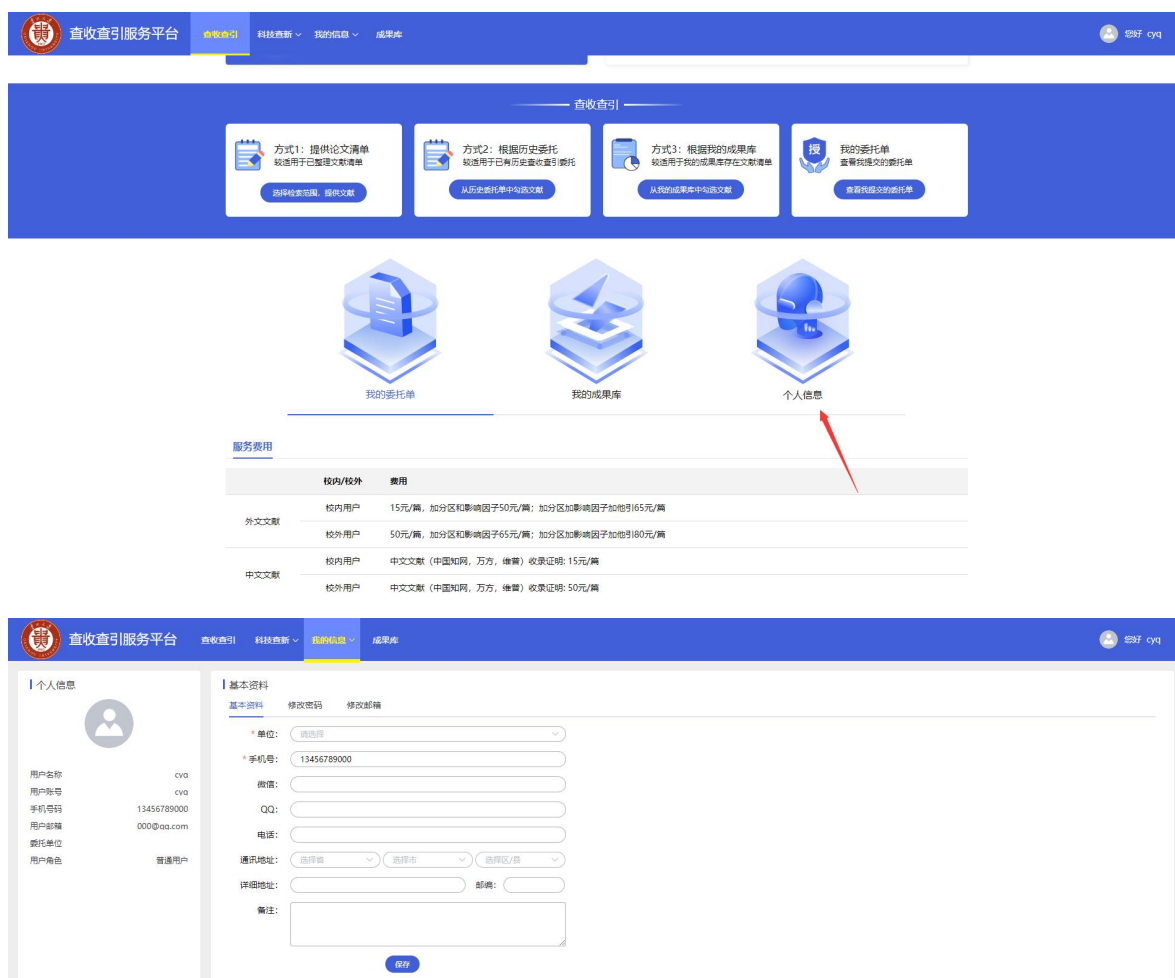 查收查引服务平台 查收查引 科技查新 我的信息 成果库 您好 cyq
查收查引
方式1：提供论文清单
较适用于已整理文献清单
选择检索范围，提供文献
方式2：根据历史委托
较适用于已有历史查收查引委托
从历史委托单中勾选文献
方式3：根据我的成果库
较适用于我的成果库存在文献清单
从我的成果库中勾选文献
授
我的委托单
查看我提交的委托单
查看我提交的委托单
我的委托单 我的成果库 个人信息
服务费用
校内/校外 费用
外文文献
校内用户 15元/篇，加分区和影响因子50元/篇；加分区加影响因子加他引65元/篇
校外用户 50元/篇，加分区和影响因子65元/篇；加分区加影响因子加他引80元/篇
中文文献
校内用户 中文文献（中国知网，万方，维普）收录证明: 15元/篇
校外用户 中文文献（中国知网，万方，维普）收录证明: 50元/篇
查收查引服务平台 查收查引 科技查新 我的信息 成果库 您好 cyq
个人信息
用户名称 cyq
用户账号 cyq
手机号码 13456789000
用户邮箱 000@qq.com
委托单位
用户角色 普通用户
基本资料
基本资料 修改密码 修改邮箱
* 单位: 请选择
* 手机号: 13456789000
微信:
QQ:
电话:
通讯地址: 选择省 选择市 选择区/县
详细地址: 邮编:
备注:
保存